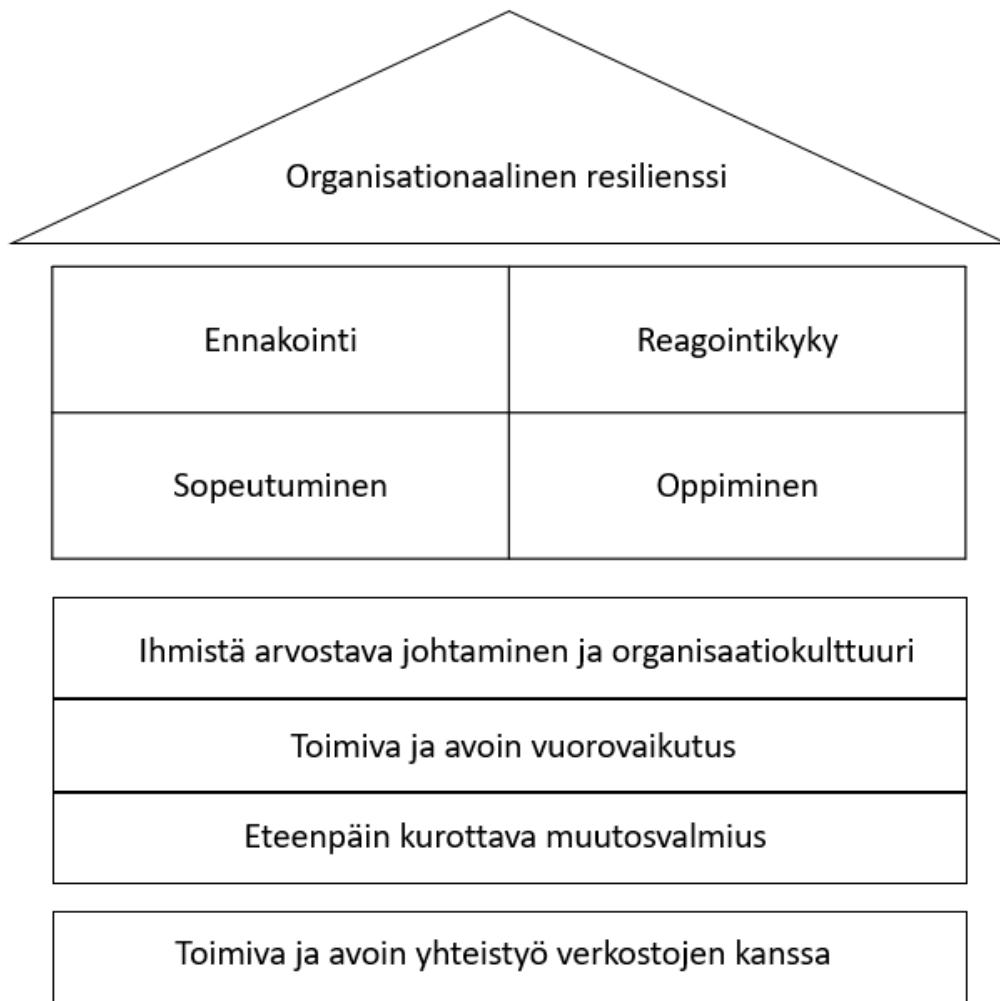 Organisationaalinen resilienssi
Ennakointi
Reagointikyky
Sopeutuminen
Oppiminen
Ihmistä arvostava johtaminen ja organisaatiokulttuuri
Toimiva ja avoin vuorovaikutus
Eteenpäin kurottava muutosvalmius
Toimiva ja avoin yhteistyö verkostojen kanssa